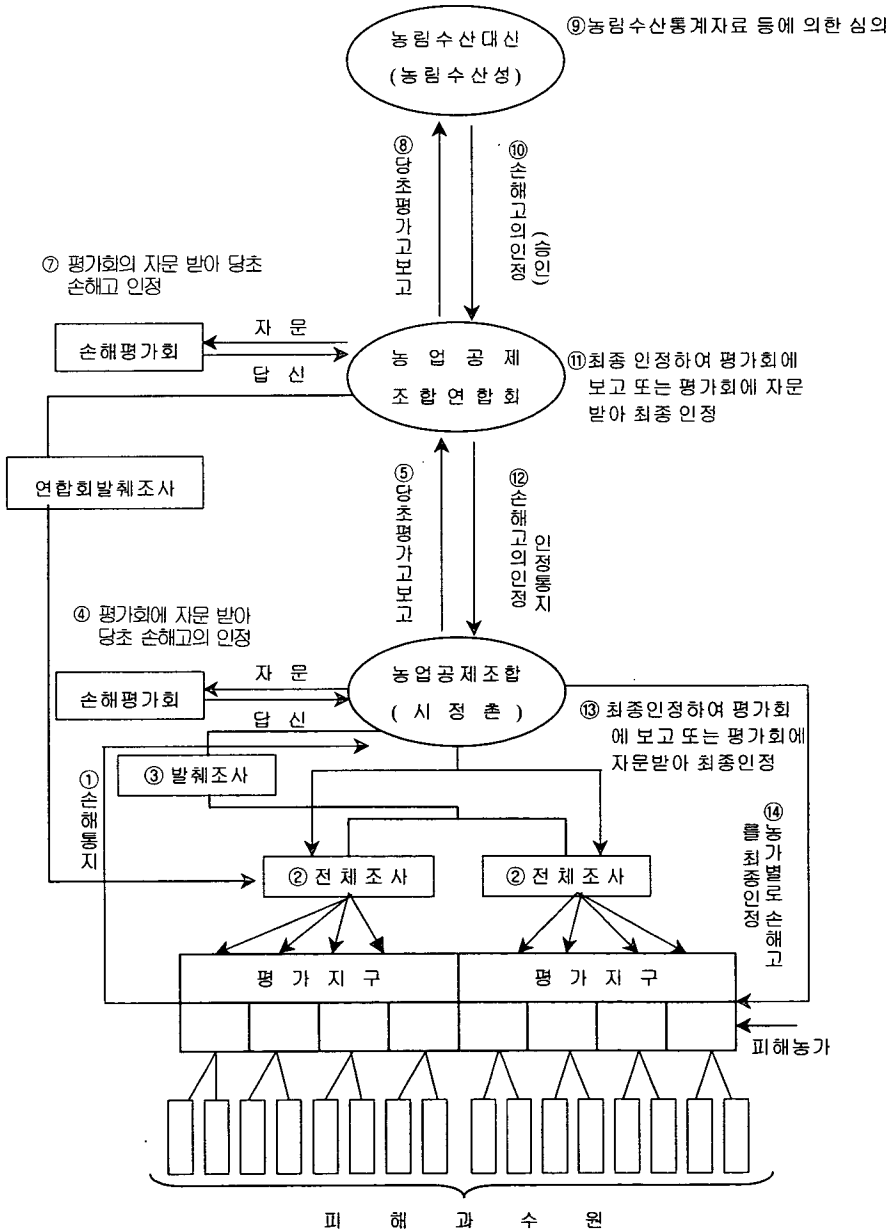 농림수산대신
(농림수산성)
⑨농림수산통계자료 등에 의한 심의
⑧당초평가고보고
⑩손해고의인정
(승인)
⑦ 평가회의 자문 받아 당초
손해고 인정
자 문
손해평가회
답 신
농 업 공 제
조합연합회
⑪최종 인정하여 평가회에
보고 또는 평가회에 자문
받아 최종 인정
연합회발췌조사
⑤당초평가고보고
⑫손해고의인정
인정통지
④ 평가회에 자문 받아
당초 손해고의 인정
자 문
손해평가회
답 신
농업공제조합
( 시 정 촌 )
⑬ 최종인정하여 평가회
에 보고 또는 평가회에
자문받아 최종인정
①손해통지
③발췌조사
②전체조사
②전체조사
⑭농가별로 손해고
를 최종인정
평 가 지 구
평 가 지 구
피해농가
피 해 과 수 원